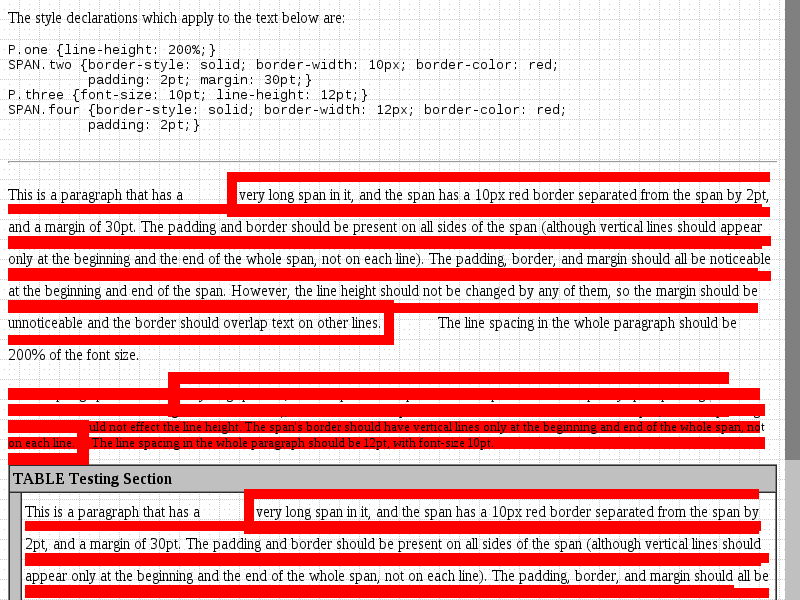 The style declarations which apply to the text below are:
P.one {line-height: 200%;}
SPAN.two {border-style: solid; border-width: 10px; border-color: red;
padding: 2pt; margin: 30pt;}
P.three {font-size: 10pt; line-height: 12pt;}
SPAN.four {border-style: solid; border-width: 12px; border-color: red;
padding: 2pt;}
This is a paragraph that has a very long span in it, and the span has a 10px red border separated from the span by 2pt,
and a margin of 30pt. The padding and border should be present on all sides of the span (although vertical lines should appear
only at the beginning and the end of the whole span, not on each line). The padding, border, and margin should all be noticeable
at the beginning and end of the span. However, the line height should not be changed by any of them, so the margin should be
unnoticeable and the border should overlap text on other lines. The line spacing in the whole paragraph should be
200% of the font size.
not effect the line height. The span's border should have vertical lines only at the beginning and end of the whole span, not
on each line. The line spacing in the whole paragraph should be 12pt, with font-size 10pt.
TABLE Testing Section
This is a paragraph that has a very long span in it, and the span has a 10px red border separated from the span by
2pt, and a margin of 30pt. The padding and border should be present on all sides of the span (although vertical lines should
appear only at the beginning and the end of the whole span, not on each line). The padding, border, and margin should all be